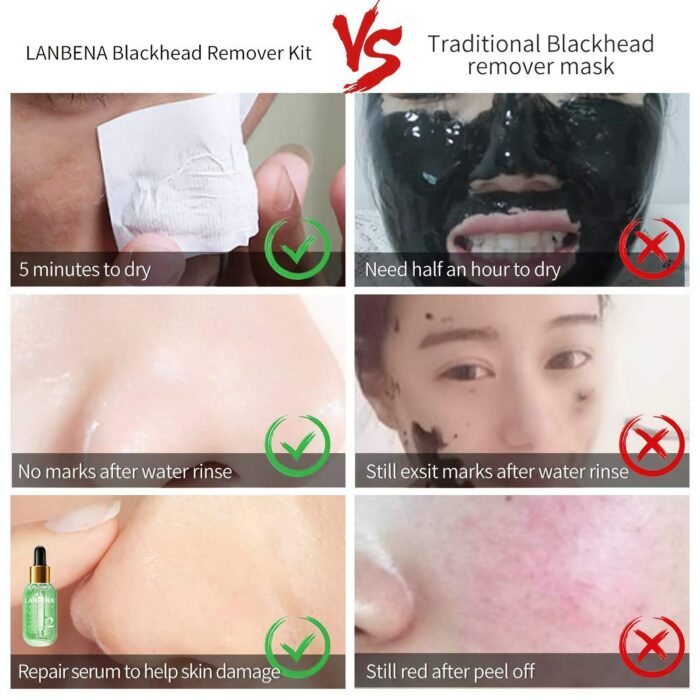 LANBENA Blackhead Remover Kit
VS
Traditional Blackhead
remover mask
5 minutes to dry
Need half an hour to dry
No marks after water rinse
Still exsit marks after water rinse
LANBENA
Repair serum to help skin damage
Still red after peel off